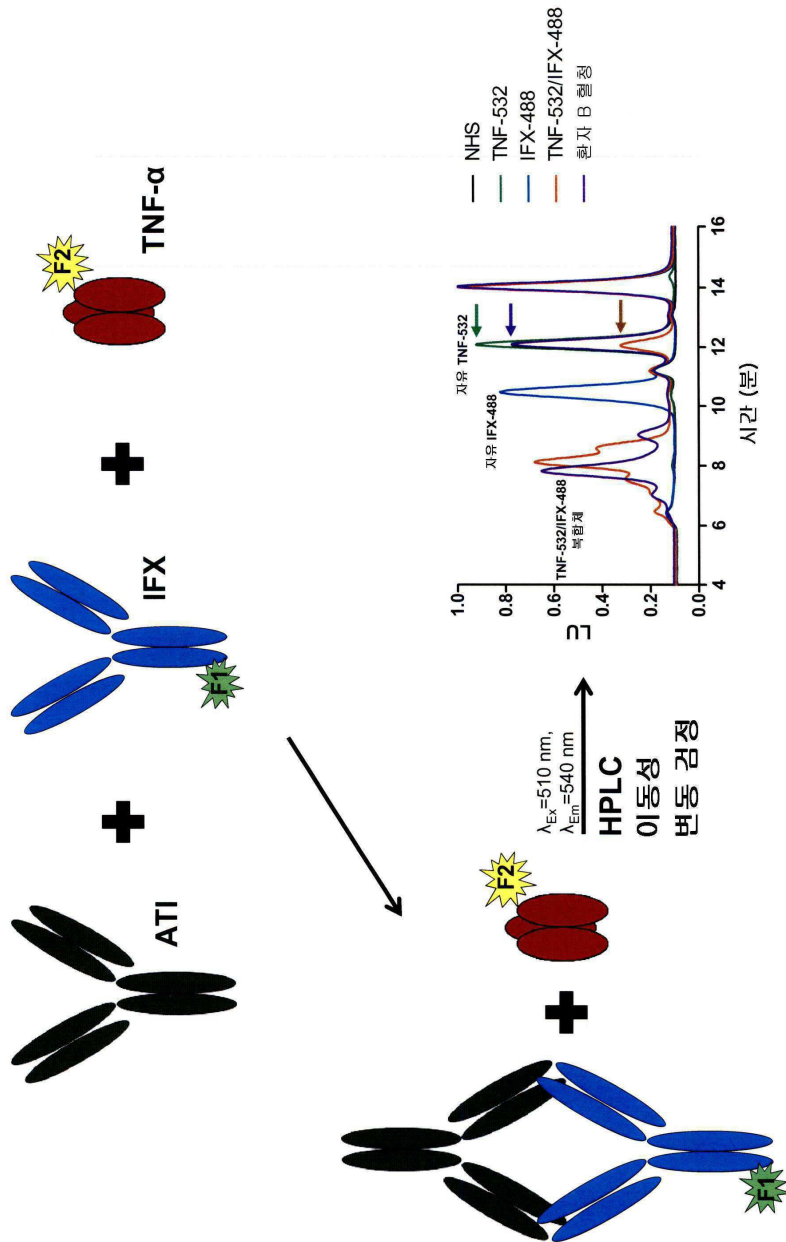 ATI
IFX
F1
TNF-α
F2
F1
F2
λEx=510 nm,
λEm=540 nm
HPLC
이동성
변동 검정
LU
1.0
0.8
0.6
0.4
0.2
0.0
4
6
8
10
12
14
16
시간 (분)
TNF-532/IFX-488
복합체
자유 IFX-488
자유 TNF-532
NHS
TNF-532
IFX-488
TNF-532/IFX-488
환자 B 혈청